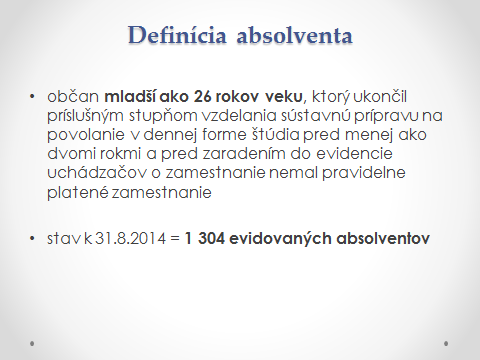 Definícia absolventa
• občan mladší ako 26 rokov veku, ktorý ukončil
príslušným stupňom vzdelania sústavnú prípravu na
povolanie v dennej forme štúdia pred menej ako
dvomi rokmi a pred zaradením do evidencie
uchádzačov o zamestnanie nemal pravidelne
platené zamestnanie
• stav k 31.8.2014 = 1 304 evidovaných absolventov